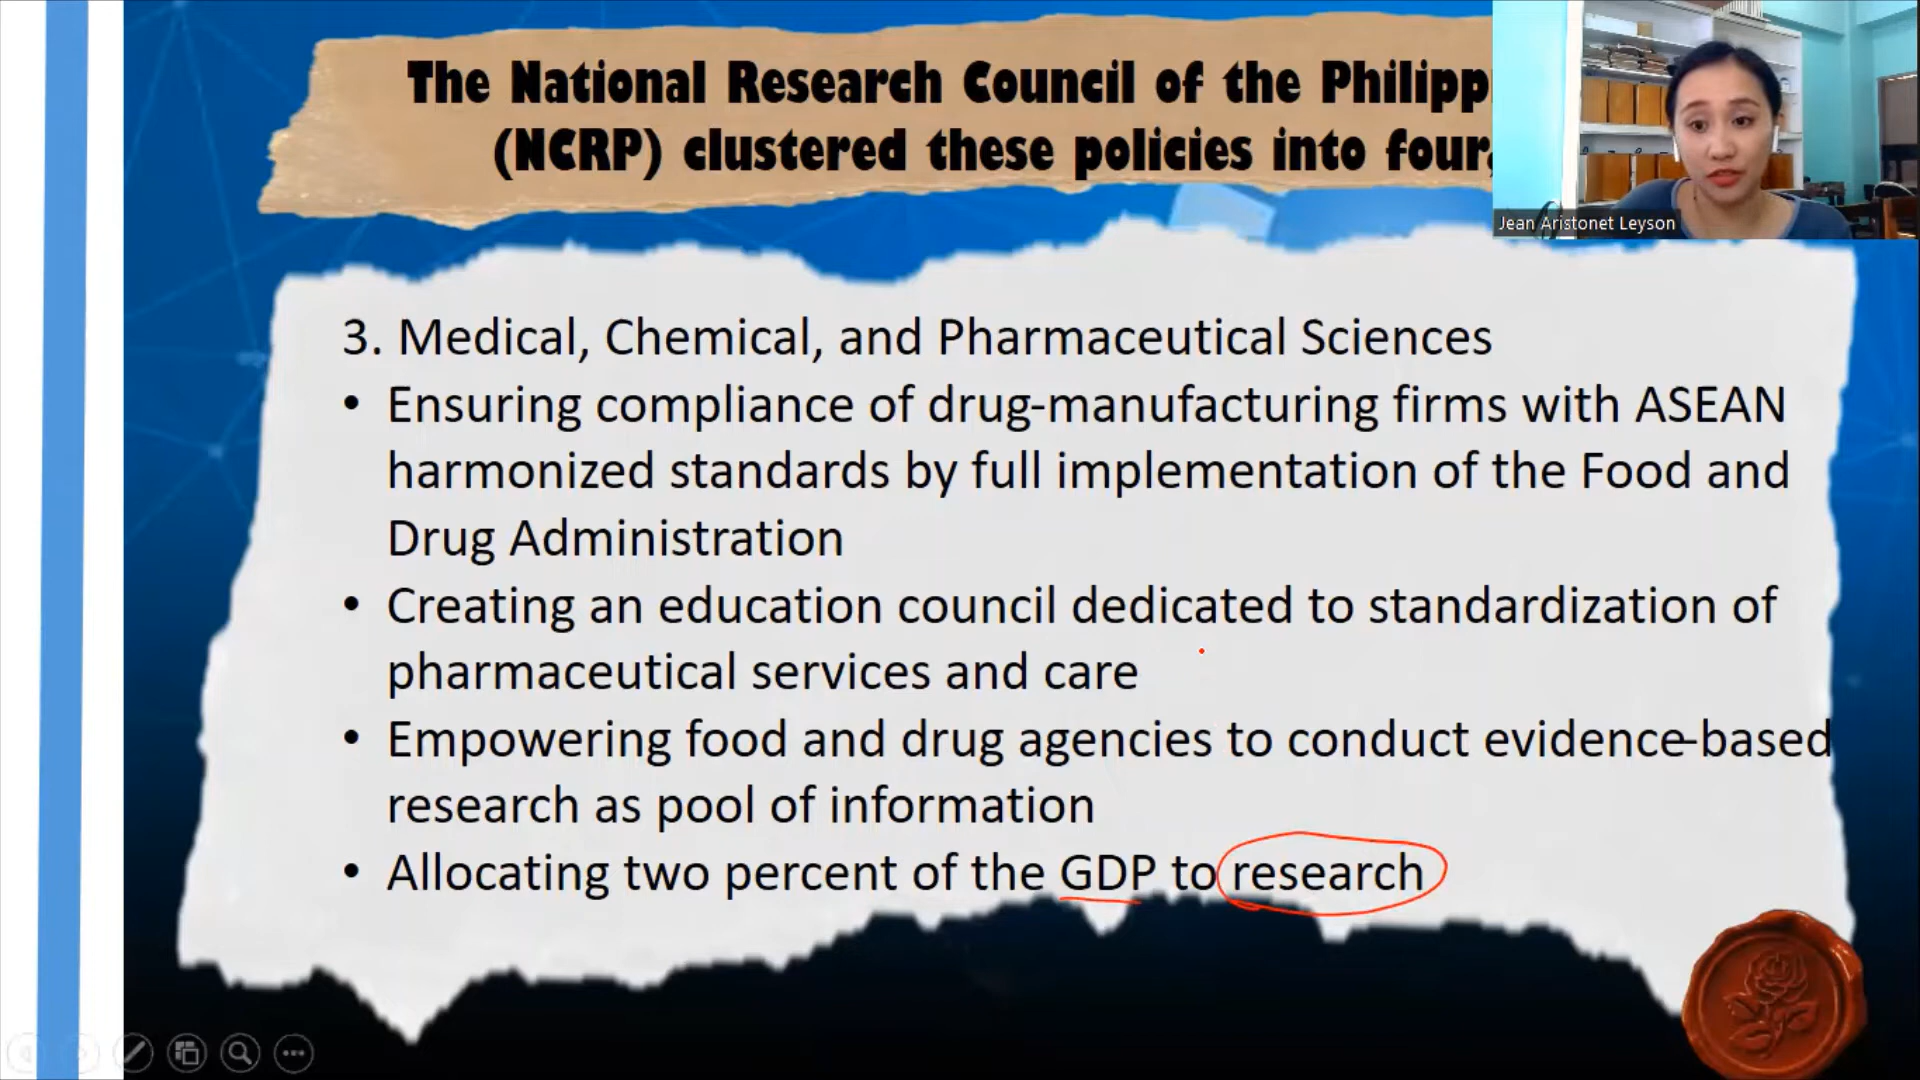 The National Research Council of the Philipp
(NCRP) clustered these policies into four,
Jean Aristonet Leyson
3. Medical, Chemical, and Pharmaceutical Sciences
• Ensuring compliance of drug-manufacturing firms with ASEAN
harmonized standards by full implementation of the Food and
Drug Administration
• Creating an education council dedicated to standardization of
pharmaceutical services and care
• Empowering food and drug agencies to conduct evidence-based
research as pool of information
• Allocating two percent of the GDP to research